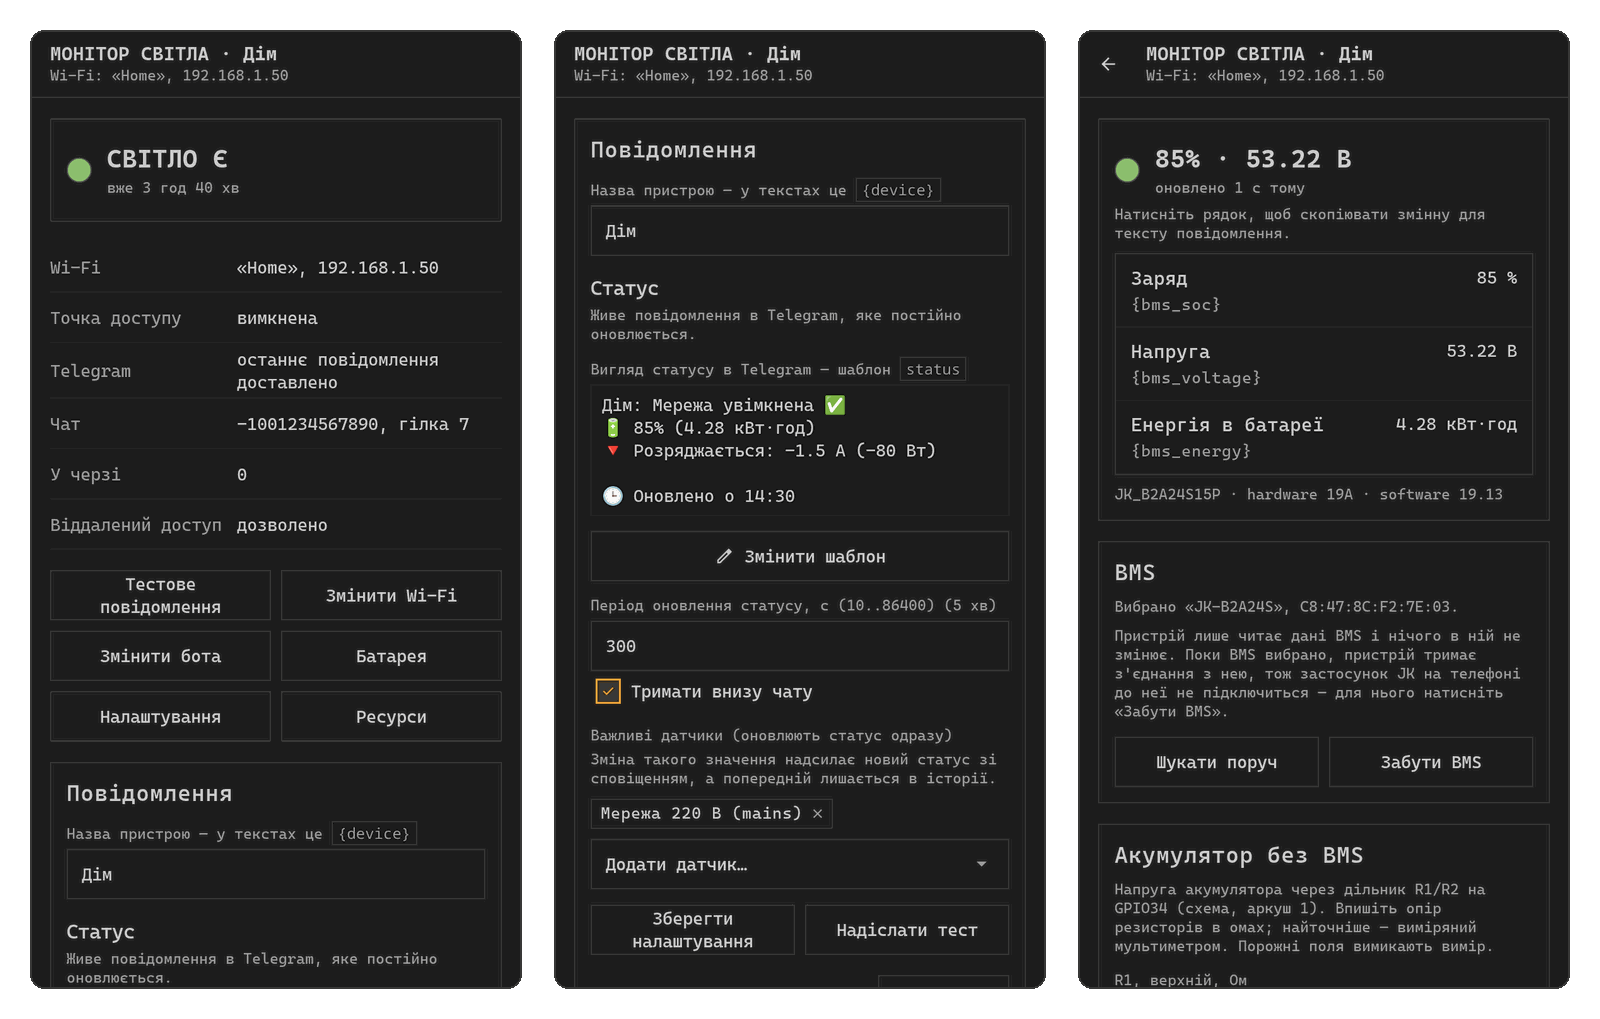 МОНІТОР СВІТЛА · Дім
Wi-Fi: «Home», 192.168.1.50
СВІТЛО Є
вже 3 год 40 хв
Wi-Fi «Home», 192.168.1.50
Точка доступу вимкнена
Telegram останнє повідомлення
доставлено
Чат -1001234567890, гілка 7
У черзі 0
Віддалений доступ дозволено
Тестове
повідомлення
Змінити Wi-Fi
Змінити бота
Батарея
Налаштування
Ресурси
Повідомлення
Назва пристрою — у текстах це {device}
Дім
Статус
Живе повідомлення в Telegram, яке постійно
оновлюється.
МОНІТОР СВІТЛА · Дім
Wi-Fi: «Home», 192.168.1.50
Повідомлення
Назва пристрою — у текстах це {device}
Дім
Статус
Живе повідомлення в Telegram, яке постійно
оновлюється.
Вигляд статусу в Telegram — шаблон status
Дім: Мережа увімкнена ✅
🔋 85% (4.28 кВт·год)
🔻 Розряджається: -1.5 А (-80 Вт)
🕒 Оновлено о 14:30
Змінити шаблон
Період оновлення статусу, с (10..86400) (5 хв)
300
Тримати внизу чату
Важливі датчики (оновлюють статус одразу)
Зміна такого значення надсилає новий статус зі
сповіщенням, а попередній лишається в історії.
Мережа 220 В (mains) ×
Додати датчик…
Зберегти
налаштування
Надіслати тест
← МОНІТОР СВІТЛА · Дім
Wi-Fi: «Home», 192.168.1.50
85% · 53.22 В
оновлено 1 с тому
Натисніть рядок, щоб скопіювати змінну для
тексту повідомлення.
Заряд 85 %
{bms_soc}
Напруга 53.22 В
{bms_voltage}
Енергія в батареї 4.28 кВт·год
{bms_energy}
JK_B2A24S15P · hardware 19A · software 19.13
BMS
Вибрано «JK-B2A24S», C8:47:8C:F2:7E:03.
Пристрій лише читає дані BMS і нічого в ній не
змінює. Поки BMS вибрано, пристрій тримає
з'єднання з нею, тож застосунок JK на телефоні
до неї не підключиться — для нього натисніть
«Забути BMS».
Шукати поруч
Забути BMS
Акумулятор без BMS
Напруга акумулятора через дільник R1/R2 на
GPIO34 (схема, аркуш 1). Впишіть опір
резисторів в омах; найточніше — виміряний
мультиметром. Порожні поля вимикають вимір.
R1, верхній, Ом